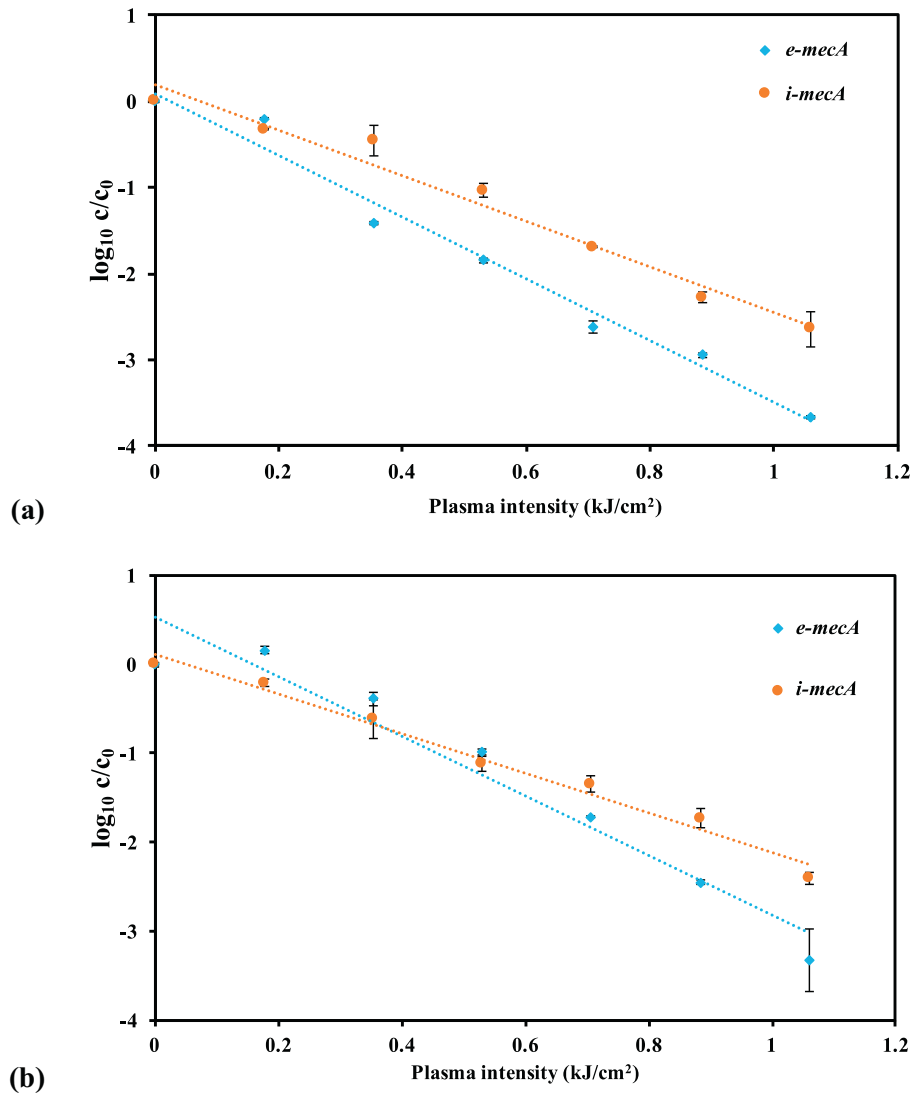 1
0
-1
-2
-3
-4
log₁₀ c/c₀
e-mecA
i-mecA
0 0.2 0.4 0.6 0.8 1 1.2
Plasma intensity (kJ/cm²)
(a)
1
0
-1
-2
-3
-4
log₁₀ c/c₀
e-mecA
i-mecA
0 0.2 0.4 0.6 0.8 1 1.2
Plasma intensity (kJ/cm²)
(b)